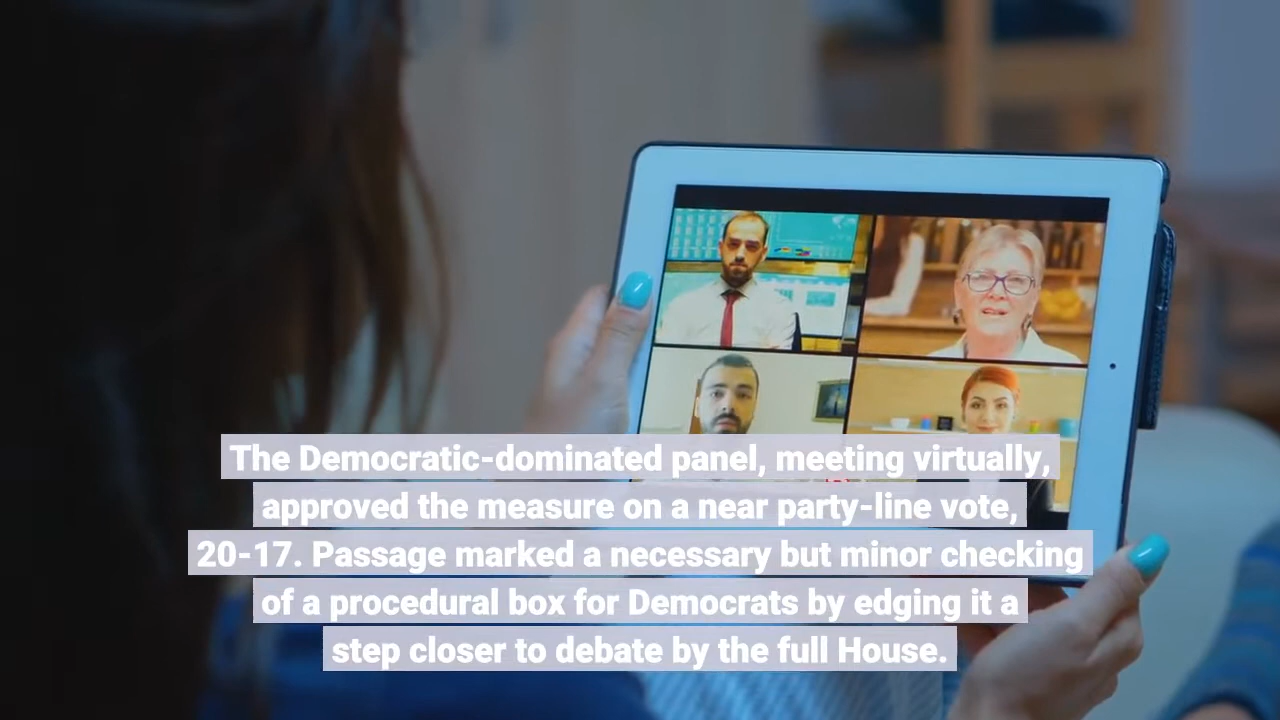 The Democratic-dominated panel, meeting virtually,
approved the measure on a near party-line vote,
20-17. Passage marked a necessary but minor checking
of a procedural box for Democrats by edging it a
step closer to debate by the full House.